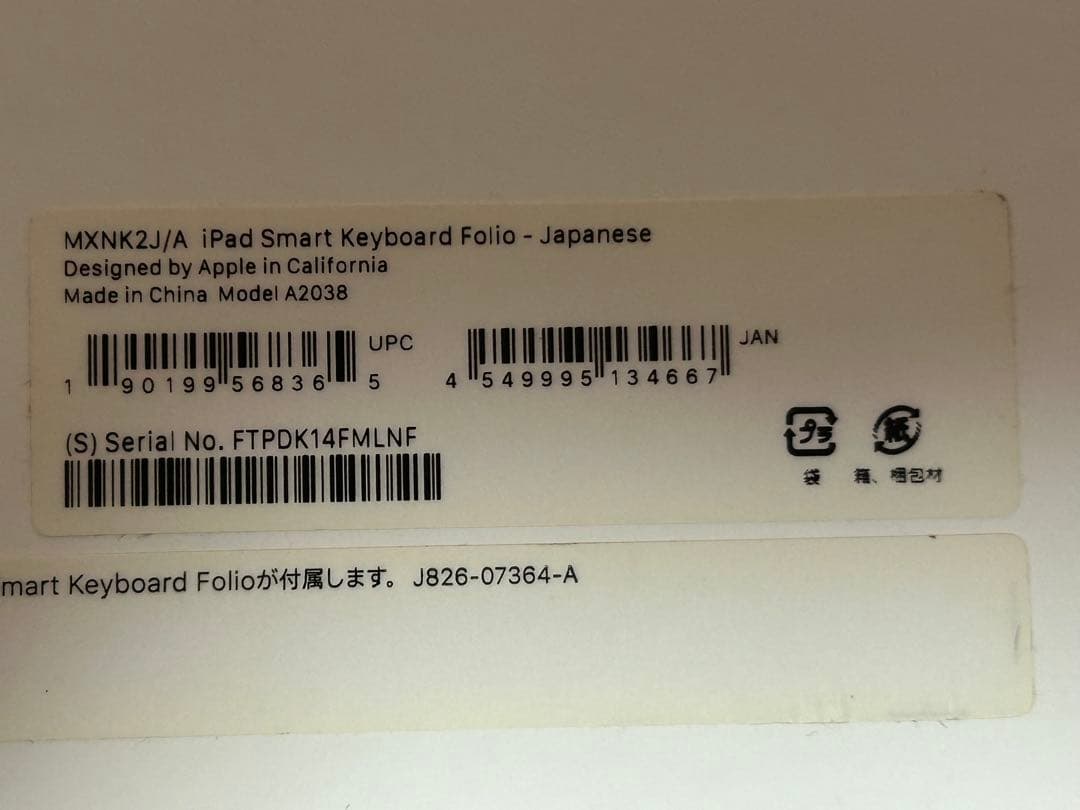 MXNK2J/A iPad Smart Keyboard Folio - Japanese
Designed by Apple in California
Made in China Model A2038
UPC
1 90199 56836 5
JAN
4 549995 134667
(S) Serial No. FTPDK14FMLNF
プラ 紙
袋 箱、梱包材
mart Keyboard Folioが付属します。 J826-07364-A